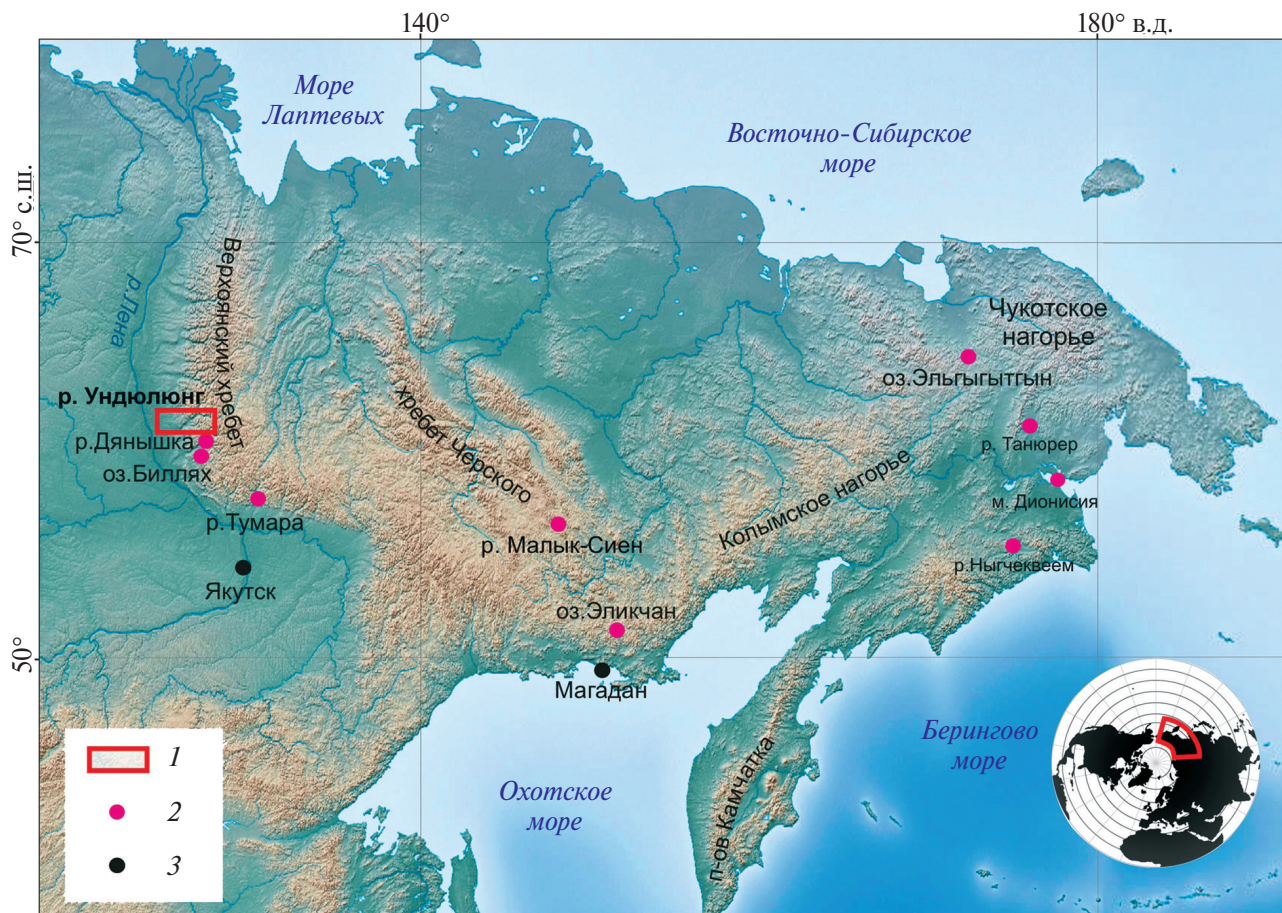 140°
180° в.д.
Море
Лаптевых
Восточно-Сибирское
море
70° с.ш.
Верхоянский хребет
р.Лена
Чукотское
нагорье
оз.Эльгыгытгын
р. Ундюлюнг
хребет Черского
р.Дянышка
р. Танюрер
оз.Биллях
Колымское нагорье
м. Дионисия
р.Тумара
р. Малык-Сиен
р.Ныгчеквеем
Якутск
оз.Эликчан
50°
Магадан
Берингово
море
п-ов Камчатка
Охотское
море
1
2
3